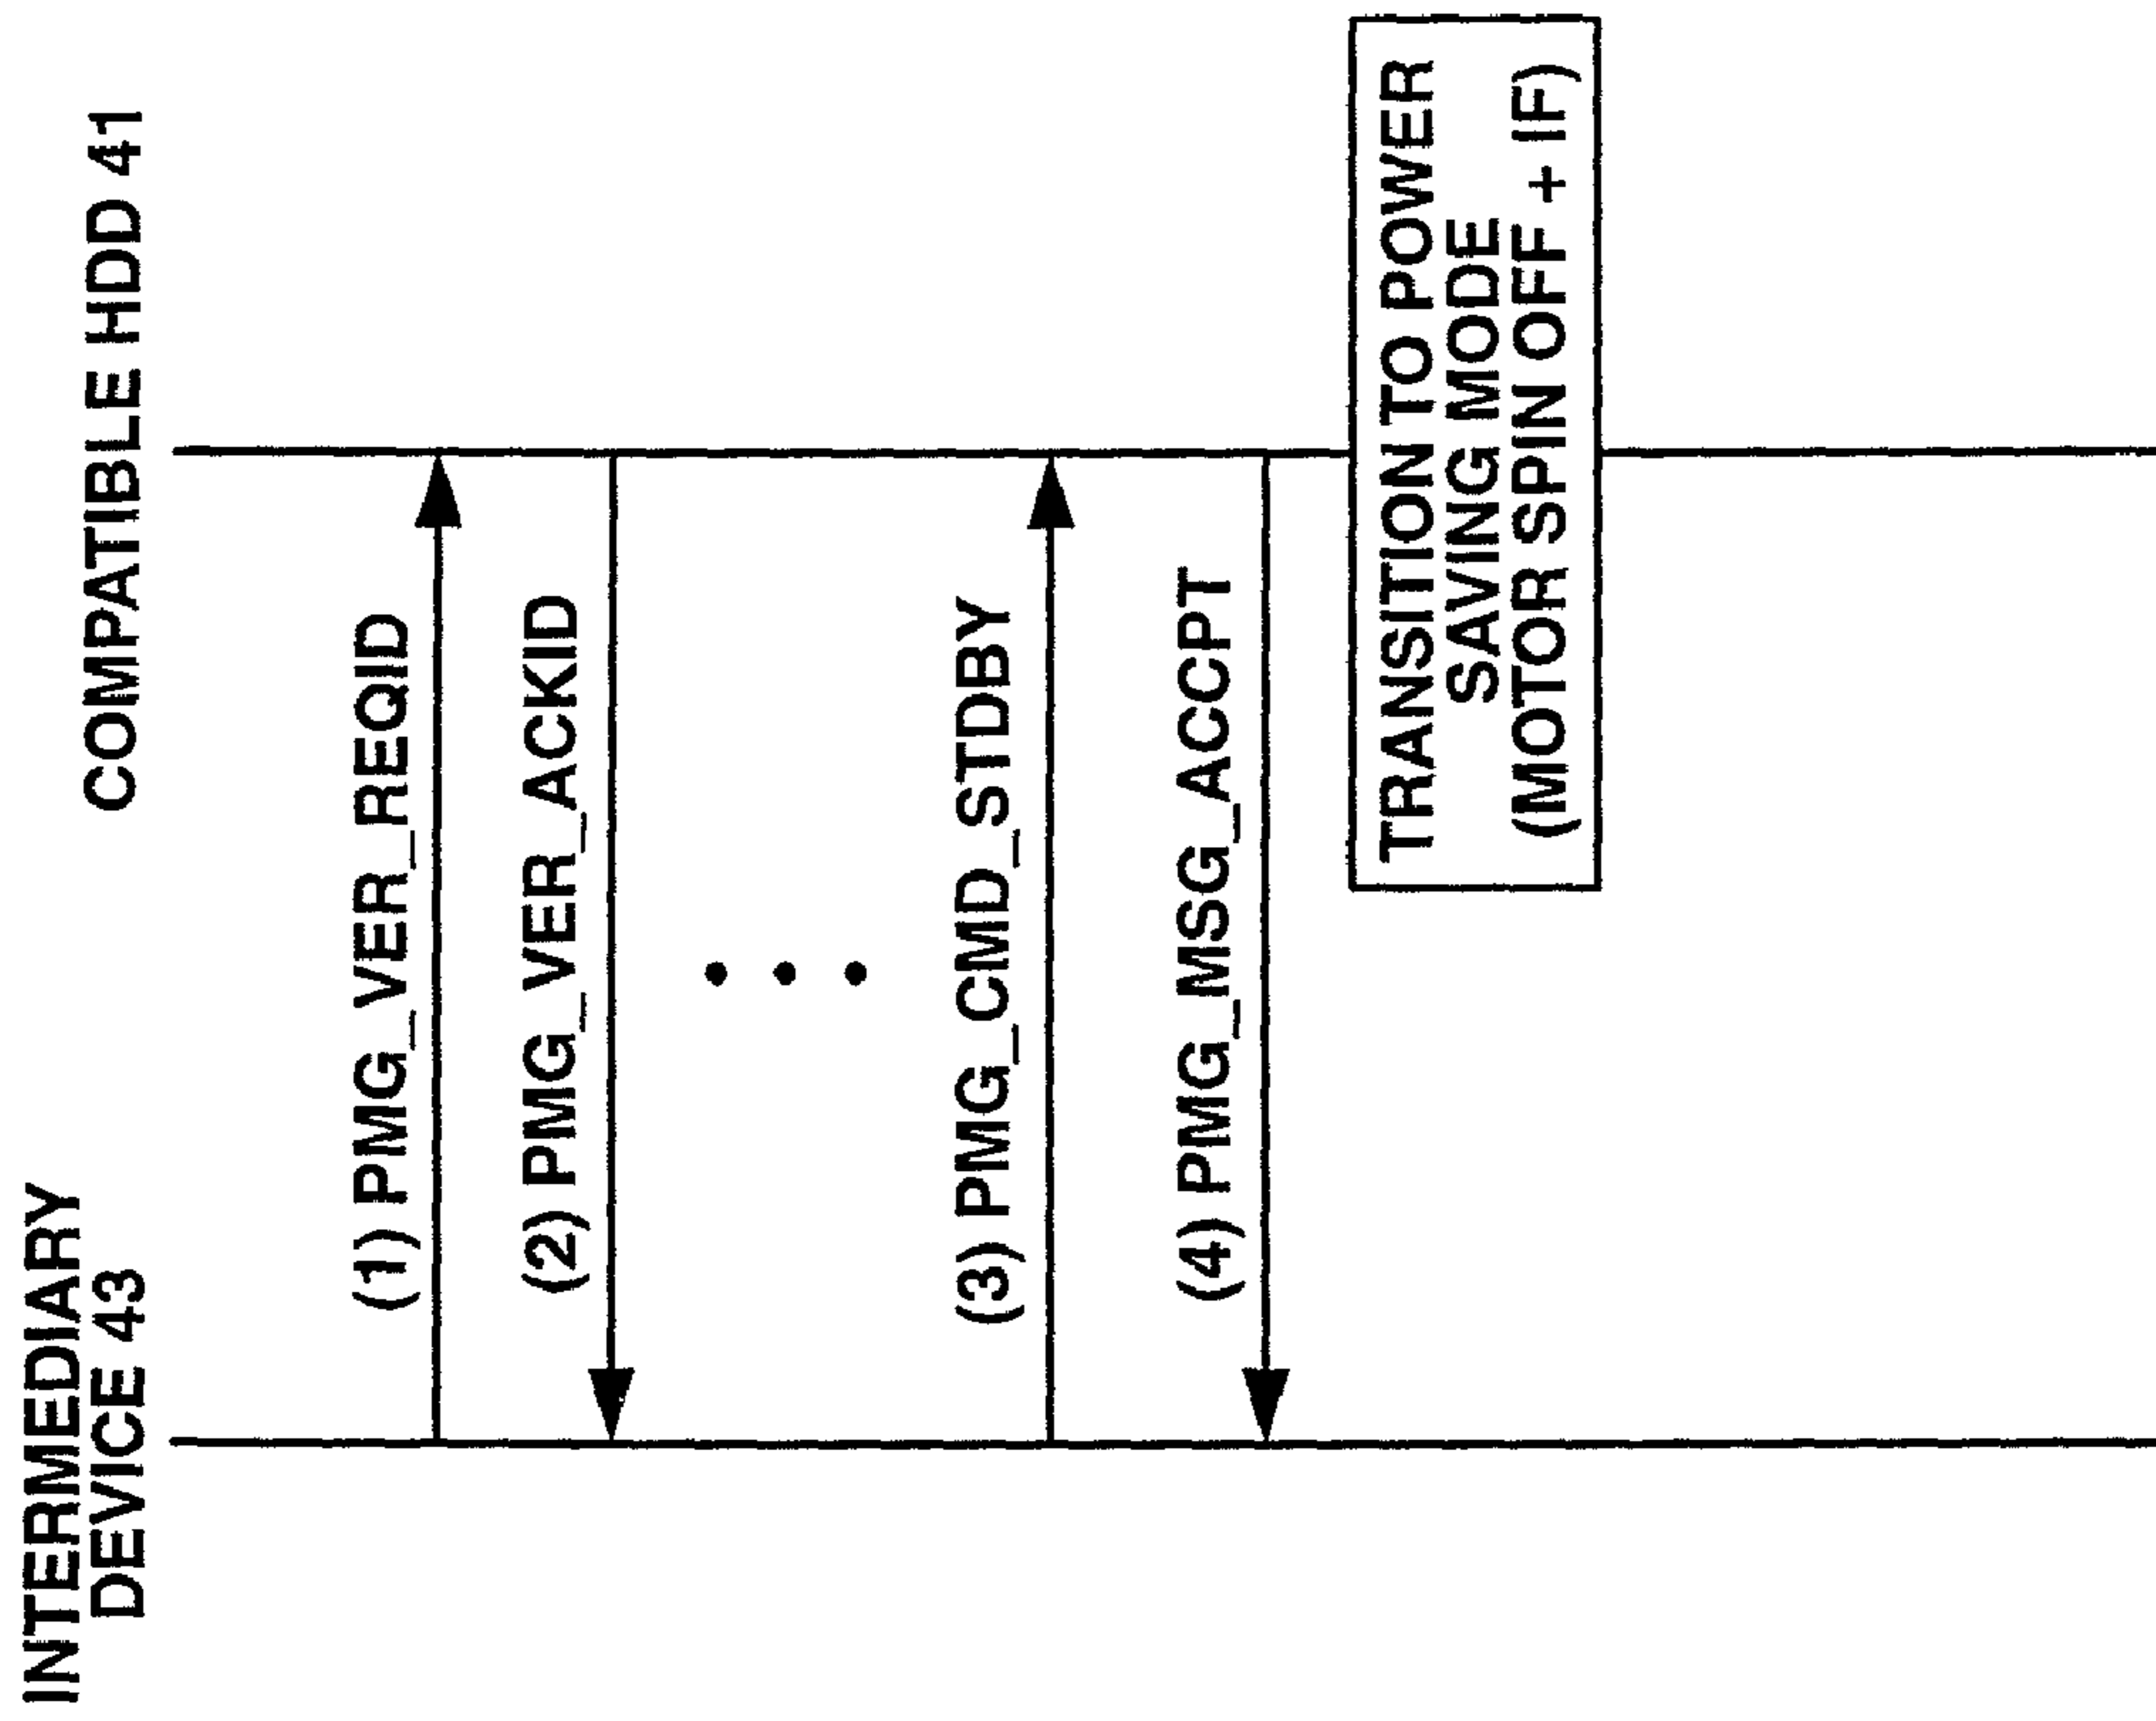 INTERMEDIARY
DEVICE 43
COMPATIBLE HDD 41
(1) PMG_VER_REQID
(2) PMG_VER_ACKID
(3) PMG_CMD_STDBY
(4) PMG_MSG_ACCPT
TRANSITION TO POWER
SAVING MODE
(MOTOR SPIN OFF + IF)